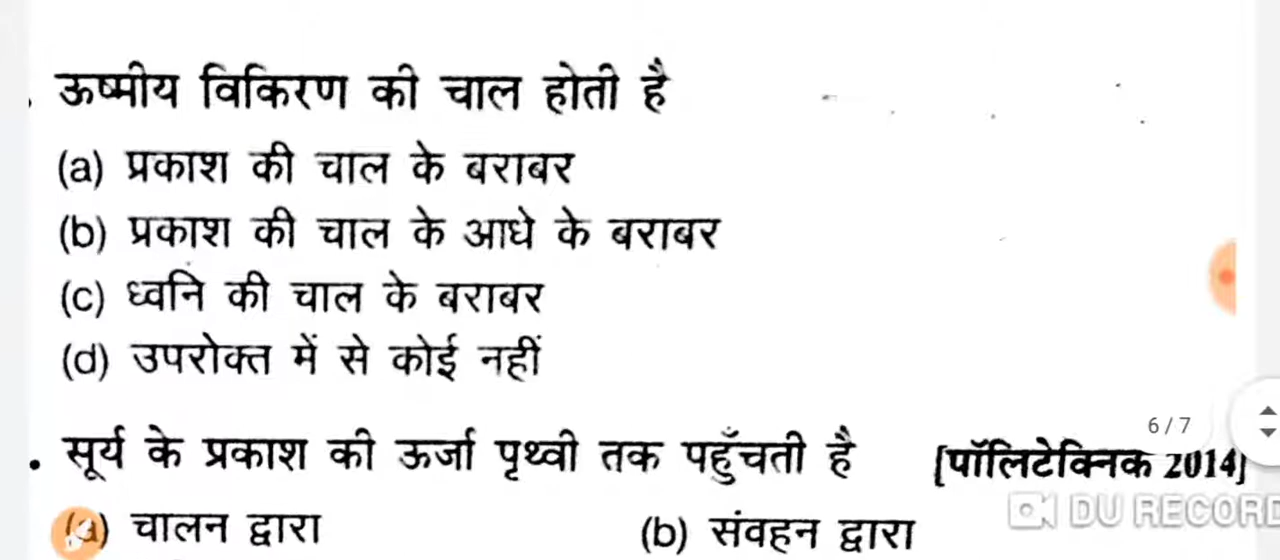 ऊष्मीय विकिरण की चाल होती है
(a) प्रकाश की चाल के बराबर
(b) प्रकाश की चाल के आधे के बराबर
(c) ध्वनि की चाल के बराबर
(d) उपरोक्त में से कोई नहीं
6/7
. सूर्य के प्रकाश की ऊर्जा पृथ्वी तक पहुँचती है [पॉलिटेक्निक 2014]
(a) चालन द्वारा (b) संवहन द्वारा
DU RECORD